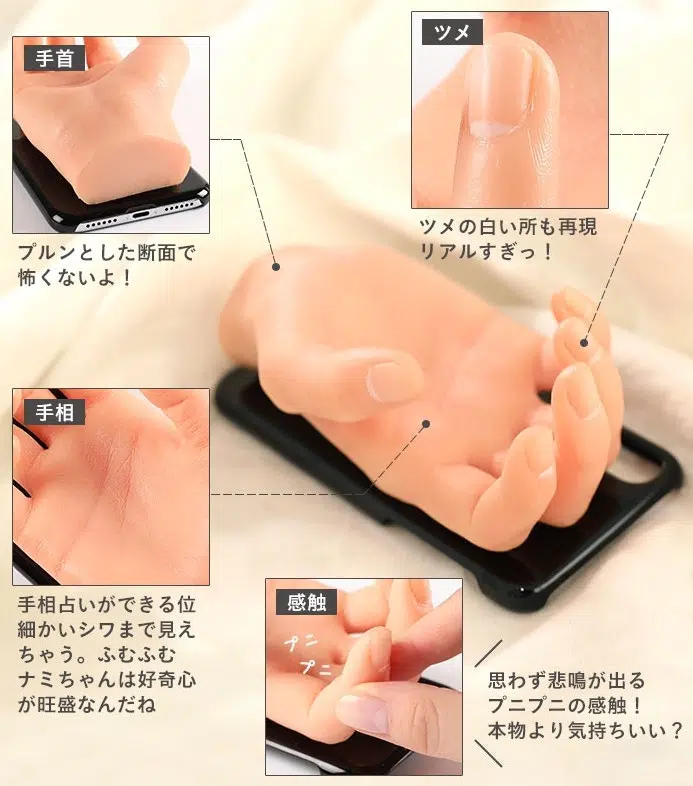 手首
プルンとした断面で
怖くないよ！
ツメ
ツメの白い所も再現
リアルすぎっ！
手相
手相占いができる位
細かいシワまで見え
ちゃう。ふむふむ
ナミちゃんは好奇心
が旺盛なんだね
感触
プニ
プニ
思わず悲鳴が出る
プニプニの感触！
本物より気持ちいい？